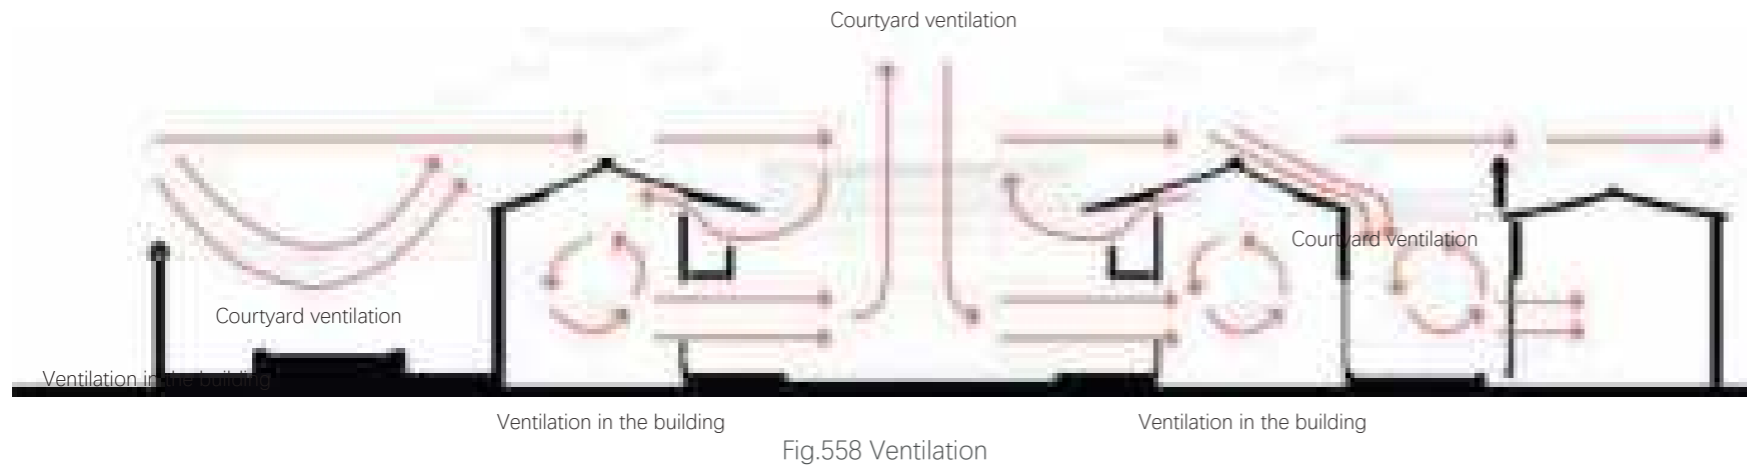 Courtyard ventilation
Courtyard ventilation
Courtyard ventilation
Ventilation in the building
Ventilation in the building
Ventilation in the building
Fig.558 Ventilation